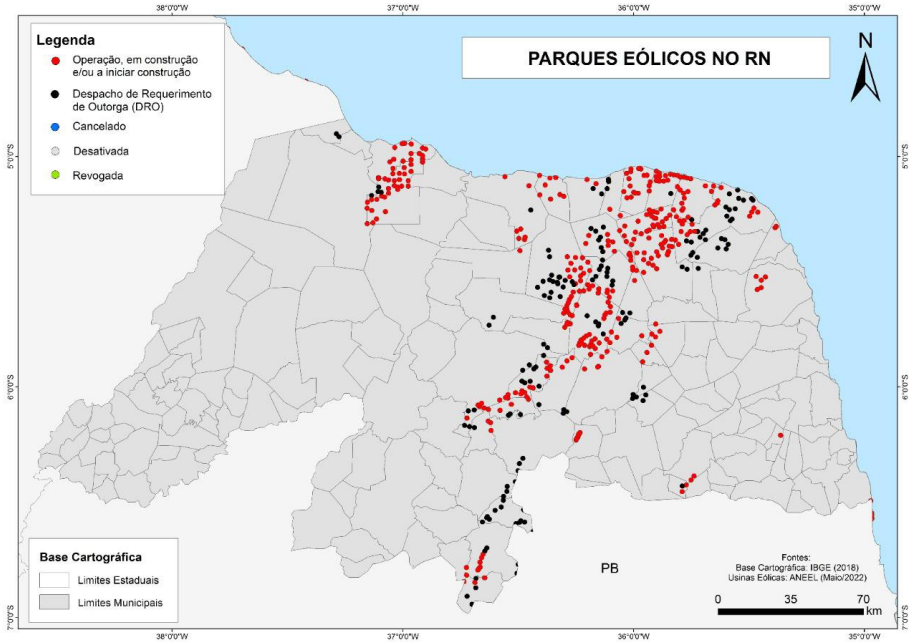 38°0'0"W
37°0'0"W
36°0'0"W
35°0'0"W
Legenda
Operação, em construção
e/ou a iniciar construção
Despacho de Requerimento
de Outorga (DRO)
Cancelado
Desativada
Revogada
PARQUES EÓLICOS NO RN
N
5°0'0"S
5°0'0"S
6°0'0"S
6°0'0"S
7°0'0"S
7°0'0"S
Base Cartográfica
Limites Estaduais
Limites Municipais
PB
Fontes:
Base Cartográfica: IBGE (2018)
Usinas Eólicas: ANEEL (Maio/2022)
0 35 70
km
38°0'0"W
37°0'0"W
36°0'0"W
35°0'0"W